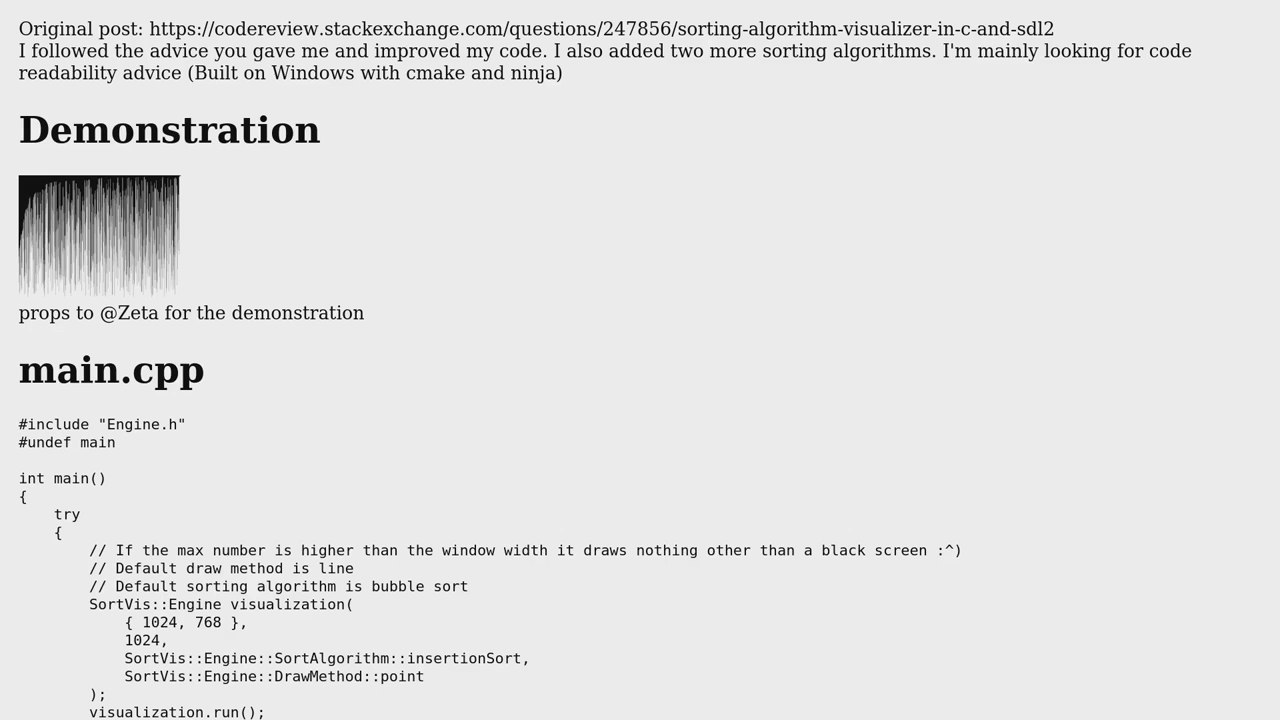 Original post: https://codereview.stackexchange.com/questions/247856/sorting-algorithm-visualizer-in-c-and-sdl2
I followed the advice you gave me and improved my code. I also added two more sorting algorithms. I'm mainly looking for code
readability advice (Built on Windows with cmake and ninja)
Demonstration
props to @Zeta for the demonstration
main.cpp
#include "Engine.h"
#undef main
int main()
{
    try
    {
        // If the max number is higher than the window width it draws nothing other than a black screen :^)
        // Default draw method is line
        // Default sorting algorithm is bubble sort
        SortVis::Engine visualization(
            { 1024, 768 },
            1024,
            SortVis::Engine::SortAlgorithm::insertionSort,
            SortVis::Engine::DrawMethod::point
        );
        visualization.run();